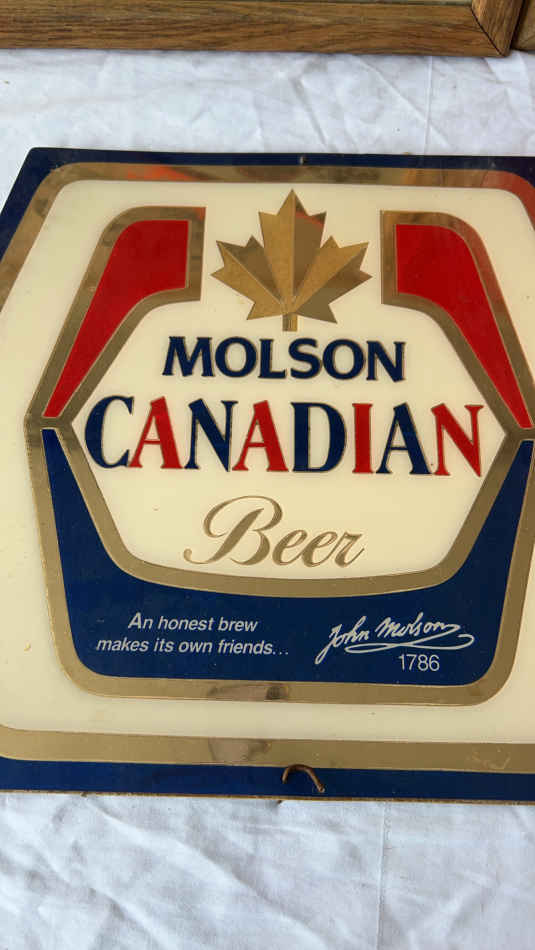 MOLSON
CANADIAN
Beer
An honest brew
makes its own friends...
John Molson
1786